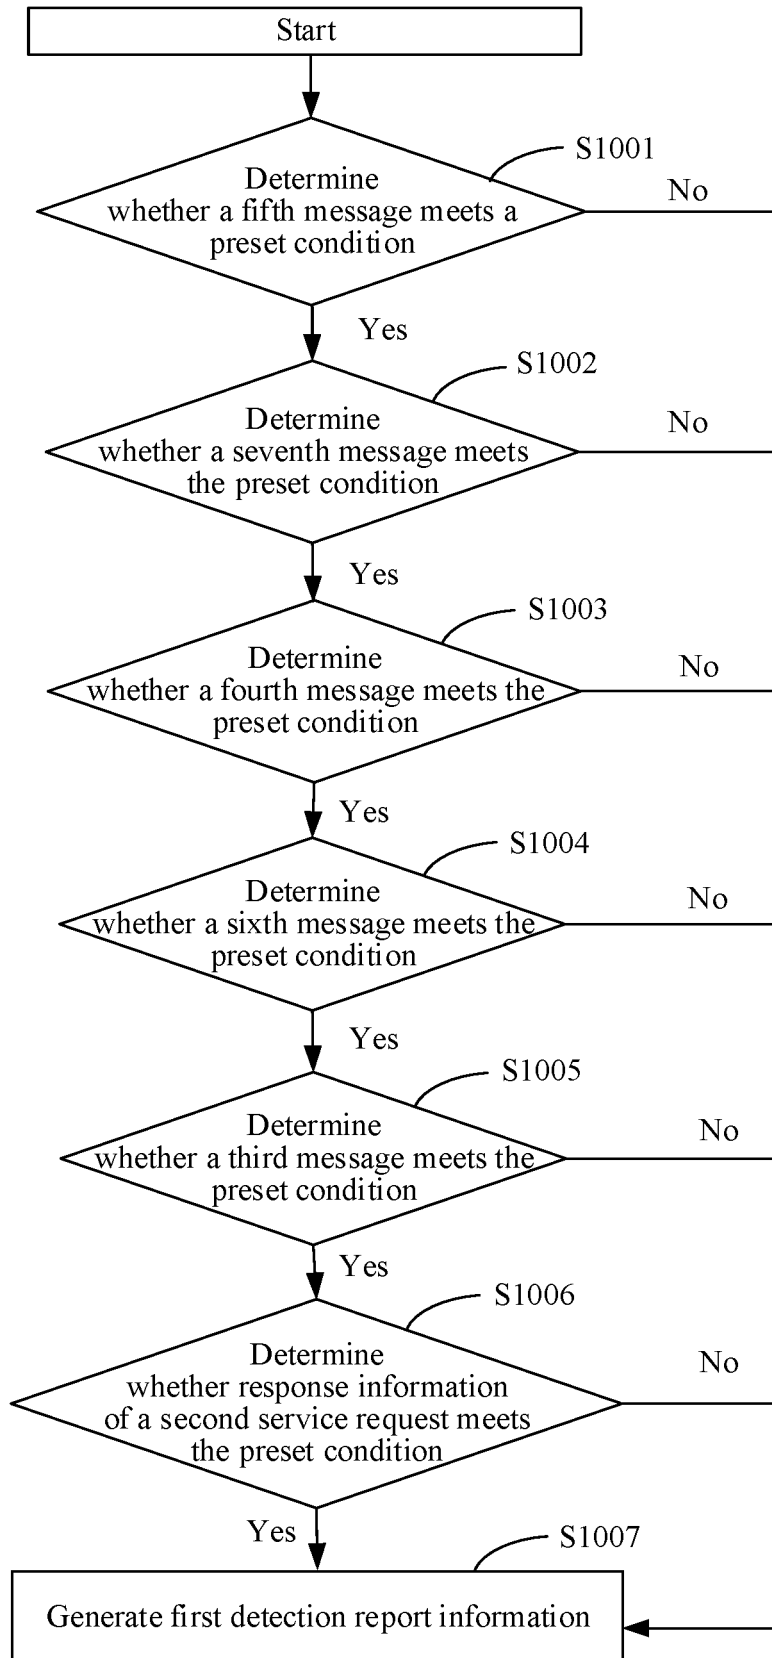 Start
S1001
Determine
whether a fifth message meets a
preset condition
No
Yes
S1002
Determine
whether a seventh message meets
the preset condition
No
Yes
S1003
Determine
whether a fourth message meets the
preset condition
No
Yes
S1004
Determine
whether a sixth message meets the
preset condition
No
Yes
S1005
Determine
whether a third message meets the
preset condition
No
Yes
S1006
Determine
whether response information
of a second service request meets
the preset condition
No
Yes
S1007
Generate first detection report information